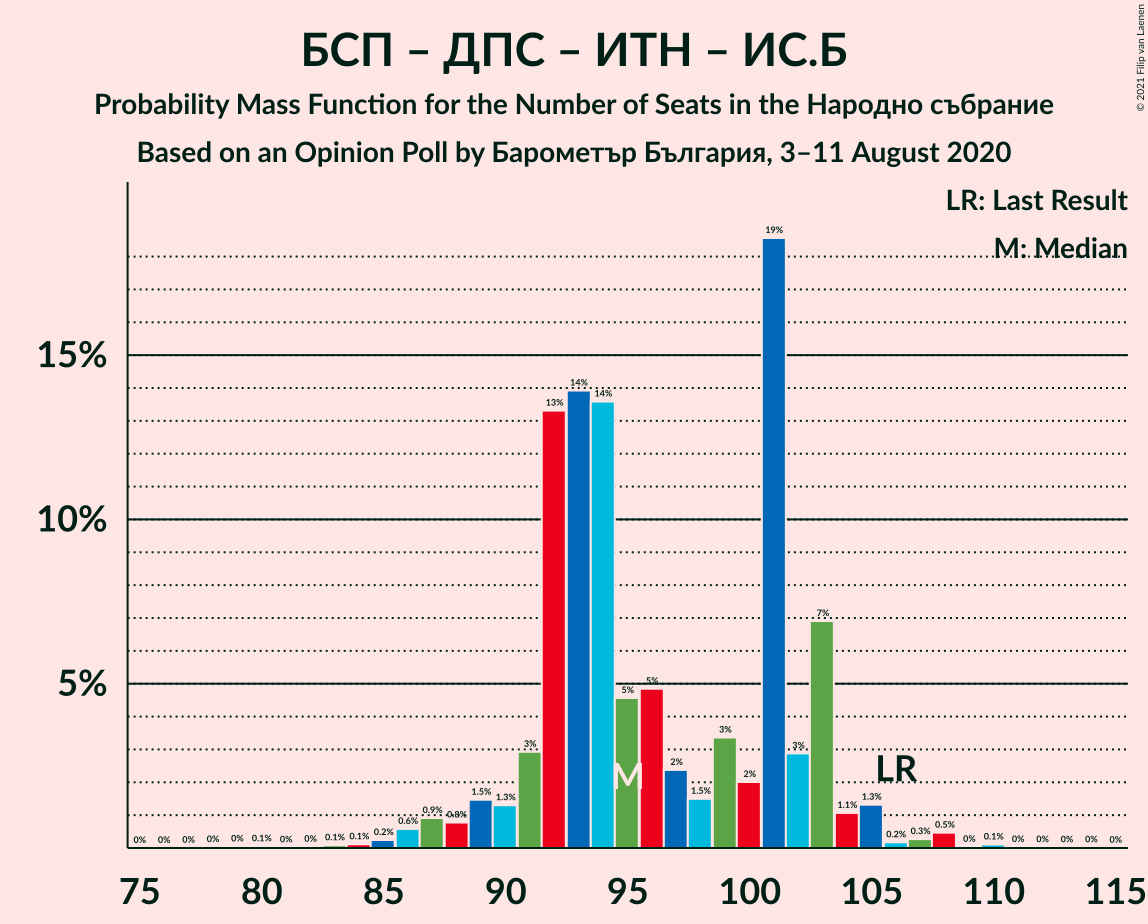 БСП – ДПС – ИТН – ИС.Б
Probability Mass Function for the Number of Seats in the Народно събрание
Based on an Opinion Poll by Барометър България, 3–11 August 2020
© 2021 Filip van Laenen
LR: Last Result
M: Median
15%
10%
5%
0% 0% 0% 0% 0% 0.1% 0% 0% 0.1% 0.1% 0.2% 0.6% 0.9% 0.8% 1.5% 1.3% 3% 13% 14% 14% 5% 5% 2% 1.5% 3% 2% 19% 3% 7% 1.1% 1.3% 0.2% 0.3% 0.5% 0% 0.1% 0% 0% 0% 0% 0%
M
LR
75 80 85 90 95 100 105 110 115